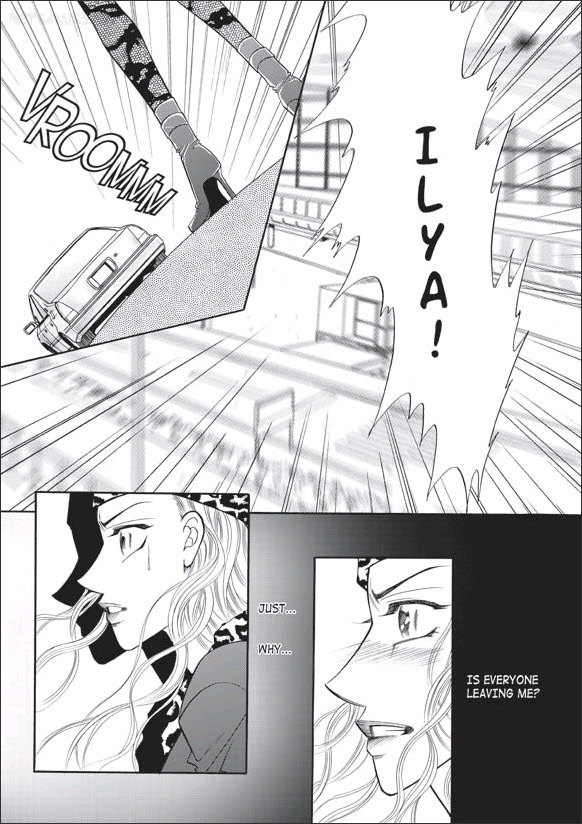 VROOMMM
ILYA!
JUST...
WHY...
IS EVERYONE
LEAVING ME?